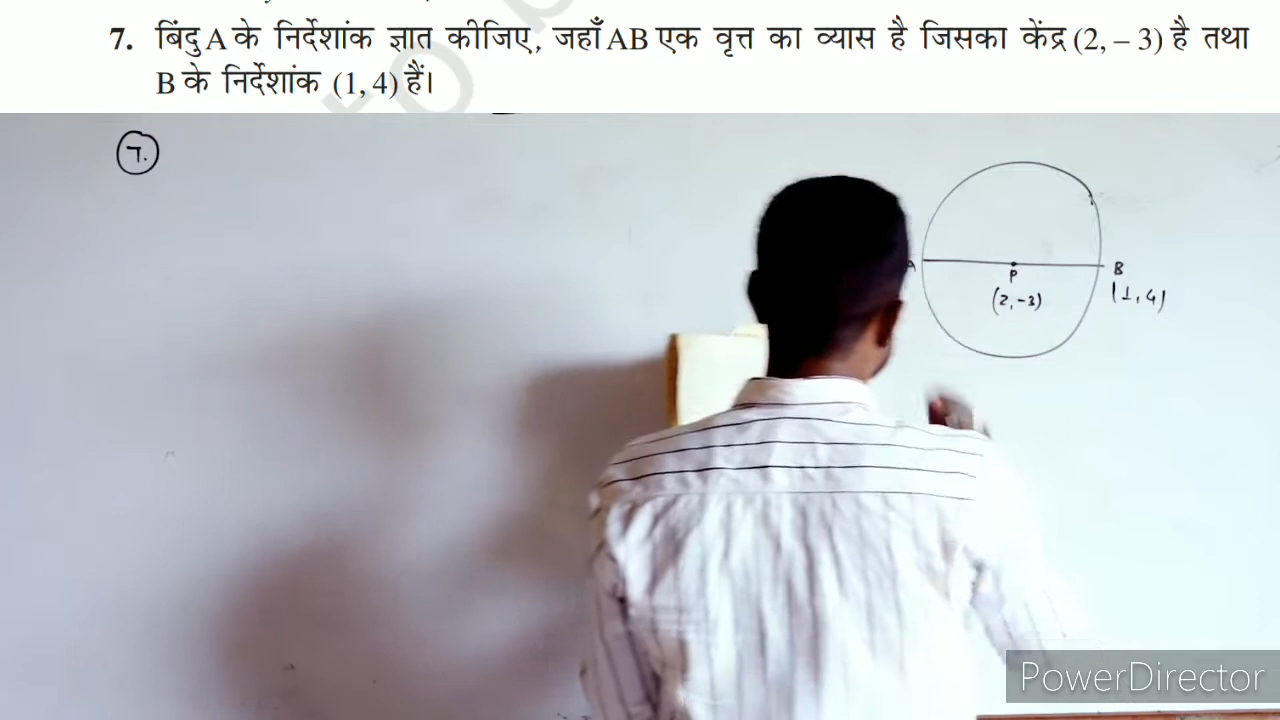 7. बिंदु A के निर्देशांक ज्ञात कीजिए, जहाँ AB एक वृत्त का व्यास है जिसका केंद्र (2, – 3) है तथा
B के निर्देशांक (1, 4) हैं।
7.
A
P
B
(2, -3)
(1, 4)
PowerDirector